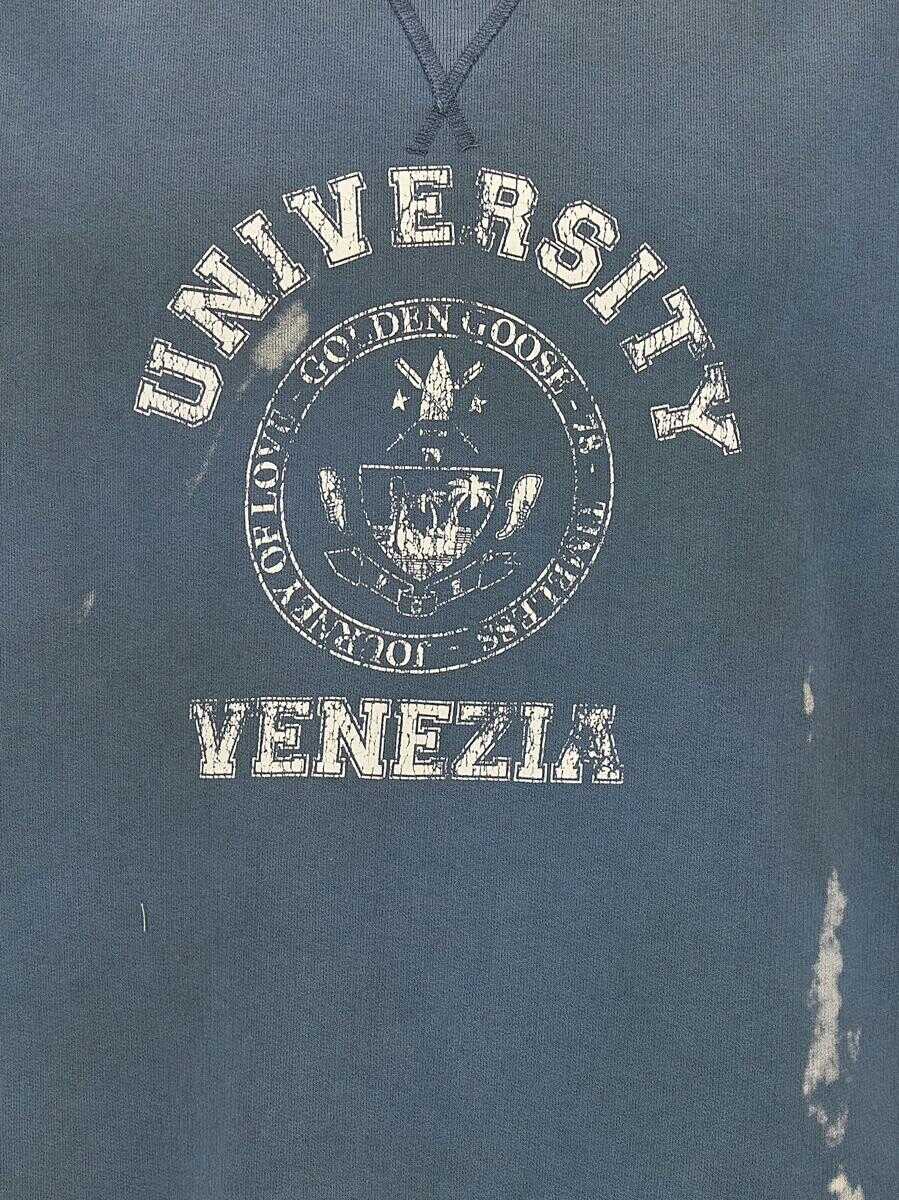 UNIVERSITY
GOLDEN GOOSE - 78 - TIMELESS - JOURNEY OF LOVE -
VENEZIA